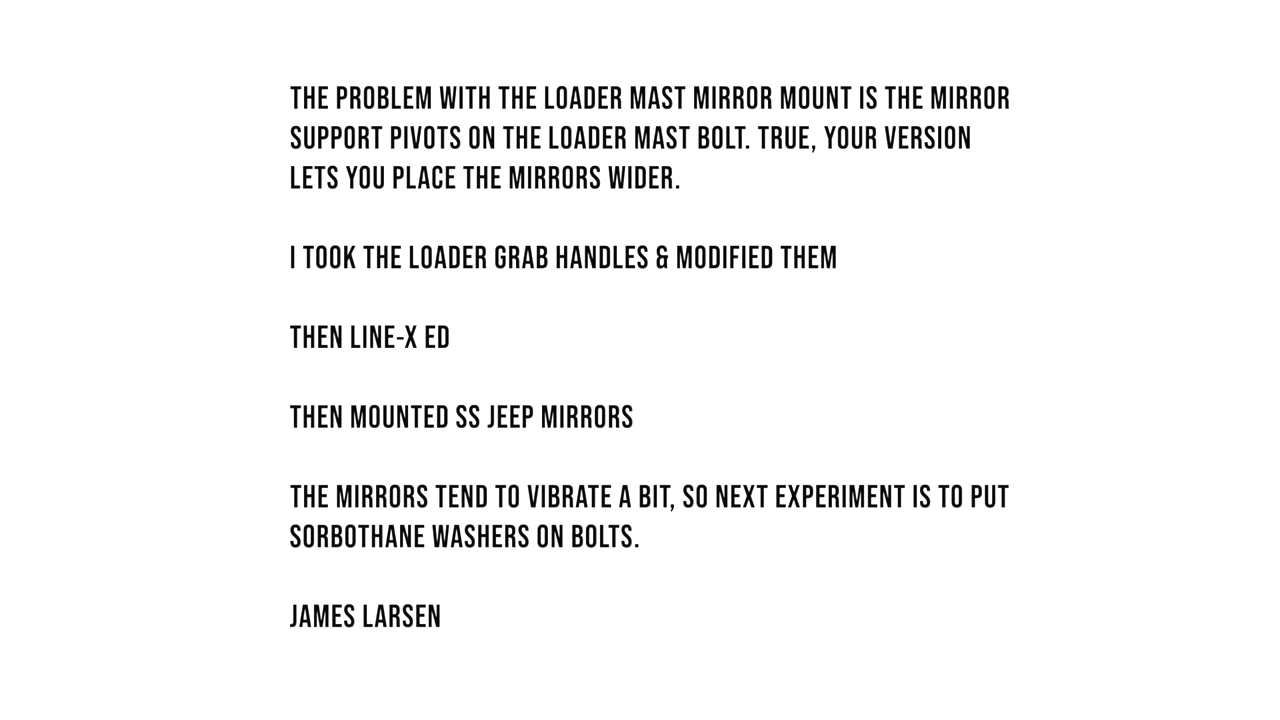 THE PROBLEM WITH THE LOADER MAST MIRROR MOUNT IS THE MIRROR
SUPPORT PIVOTS ON THE LOADER MAST BOLT. TRUE, YOUR VERSION
LETS YOU PLACE THE MIRRORS WIDER.
I TOOK THE LOADER GRAB HANDLES & MODIFIED THEM
THEN LINE-X ED
THEN MOUNTED SS JEEP MIRRORS
THE MIRRORS TEND TO VIBRATE A BIT, SO NEXT EXPERIMENT IS TO PUT
SORBOTHANE WASHERS ON BOLTS.
JAMES LARSEN